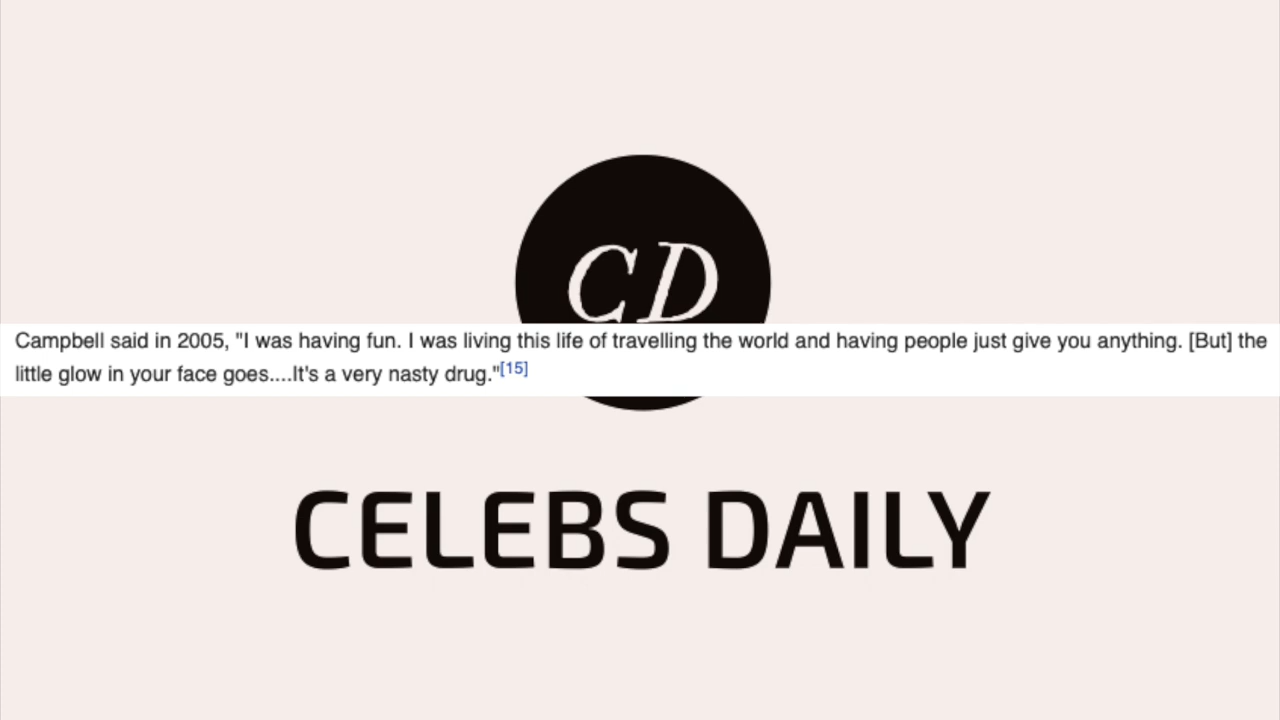 CD
Campbell said in 2005, "I was having fun. I was living this life of travelling the world and having people just give you anything. [But] the
little glow in your face goes....It's a very nasty drug."[15]
CELEBS DAILY